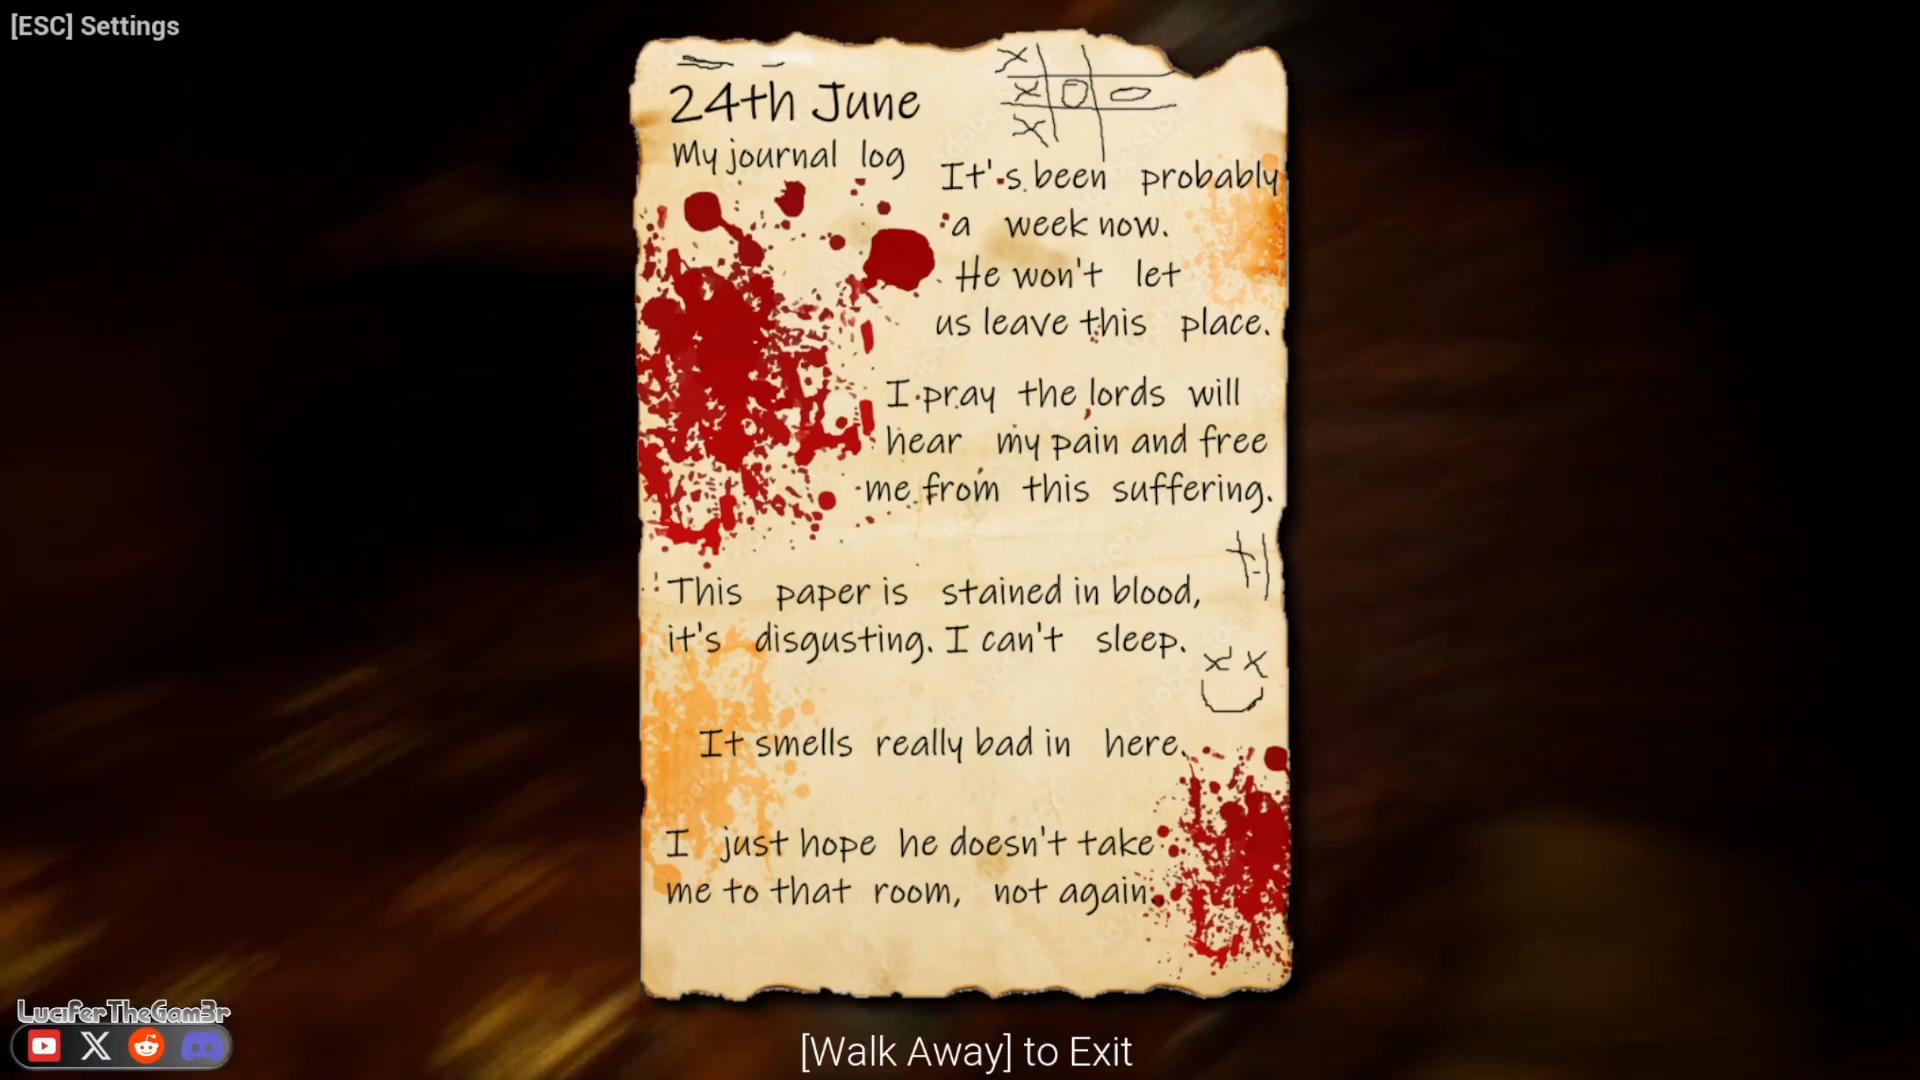 [ESC] Settings
24th June
My journal log
It's been probably
a week now.
He won't let
us leave this place.
I pray the lords will
hear my pain and free
me from this suffering.
This paper is stained in blood,
it's disgusting. I can't sleep.
It smells really bad in here.
I just hope he doesn't take
me to that room, not again.
LuciferTheGam3r
[Walk Away] to Exit